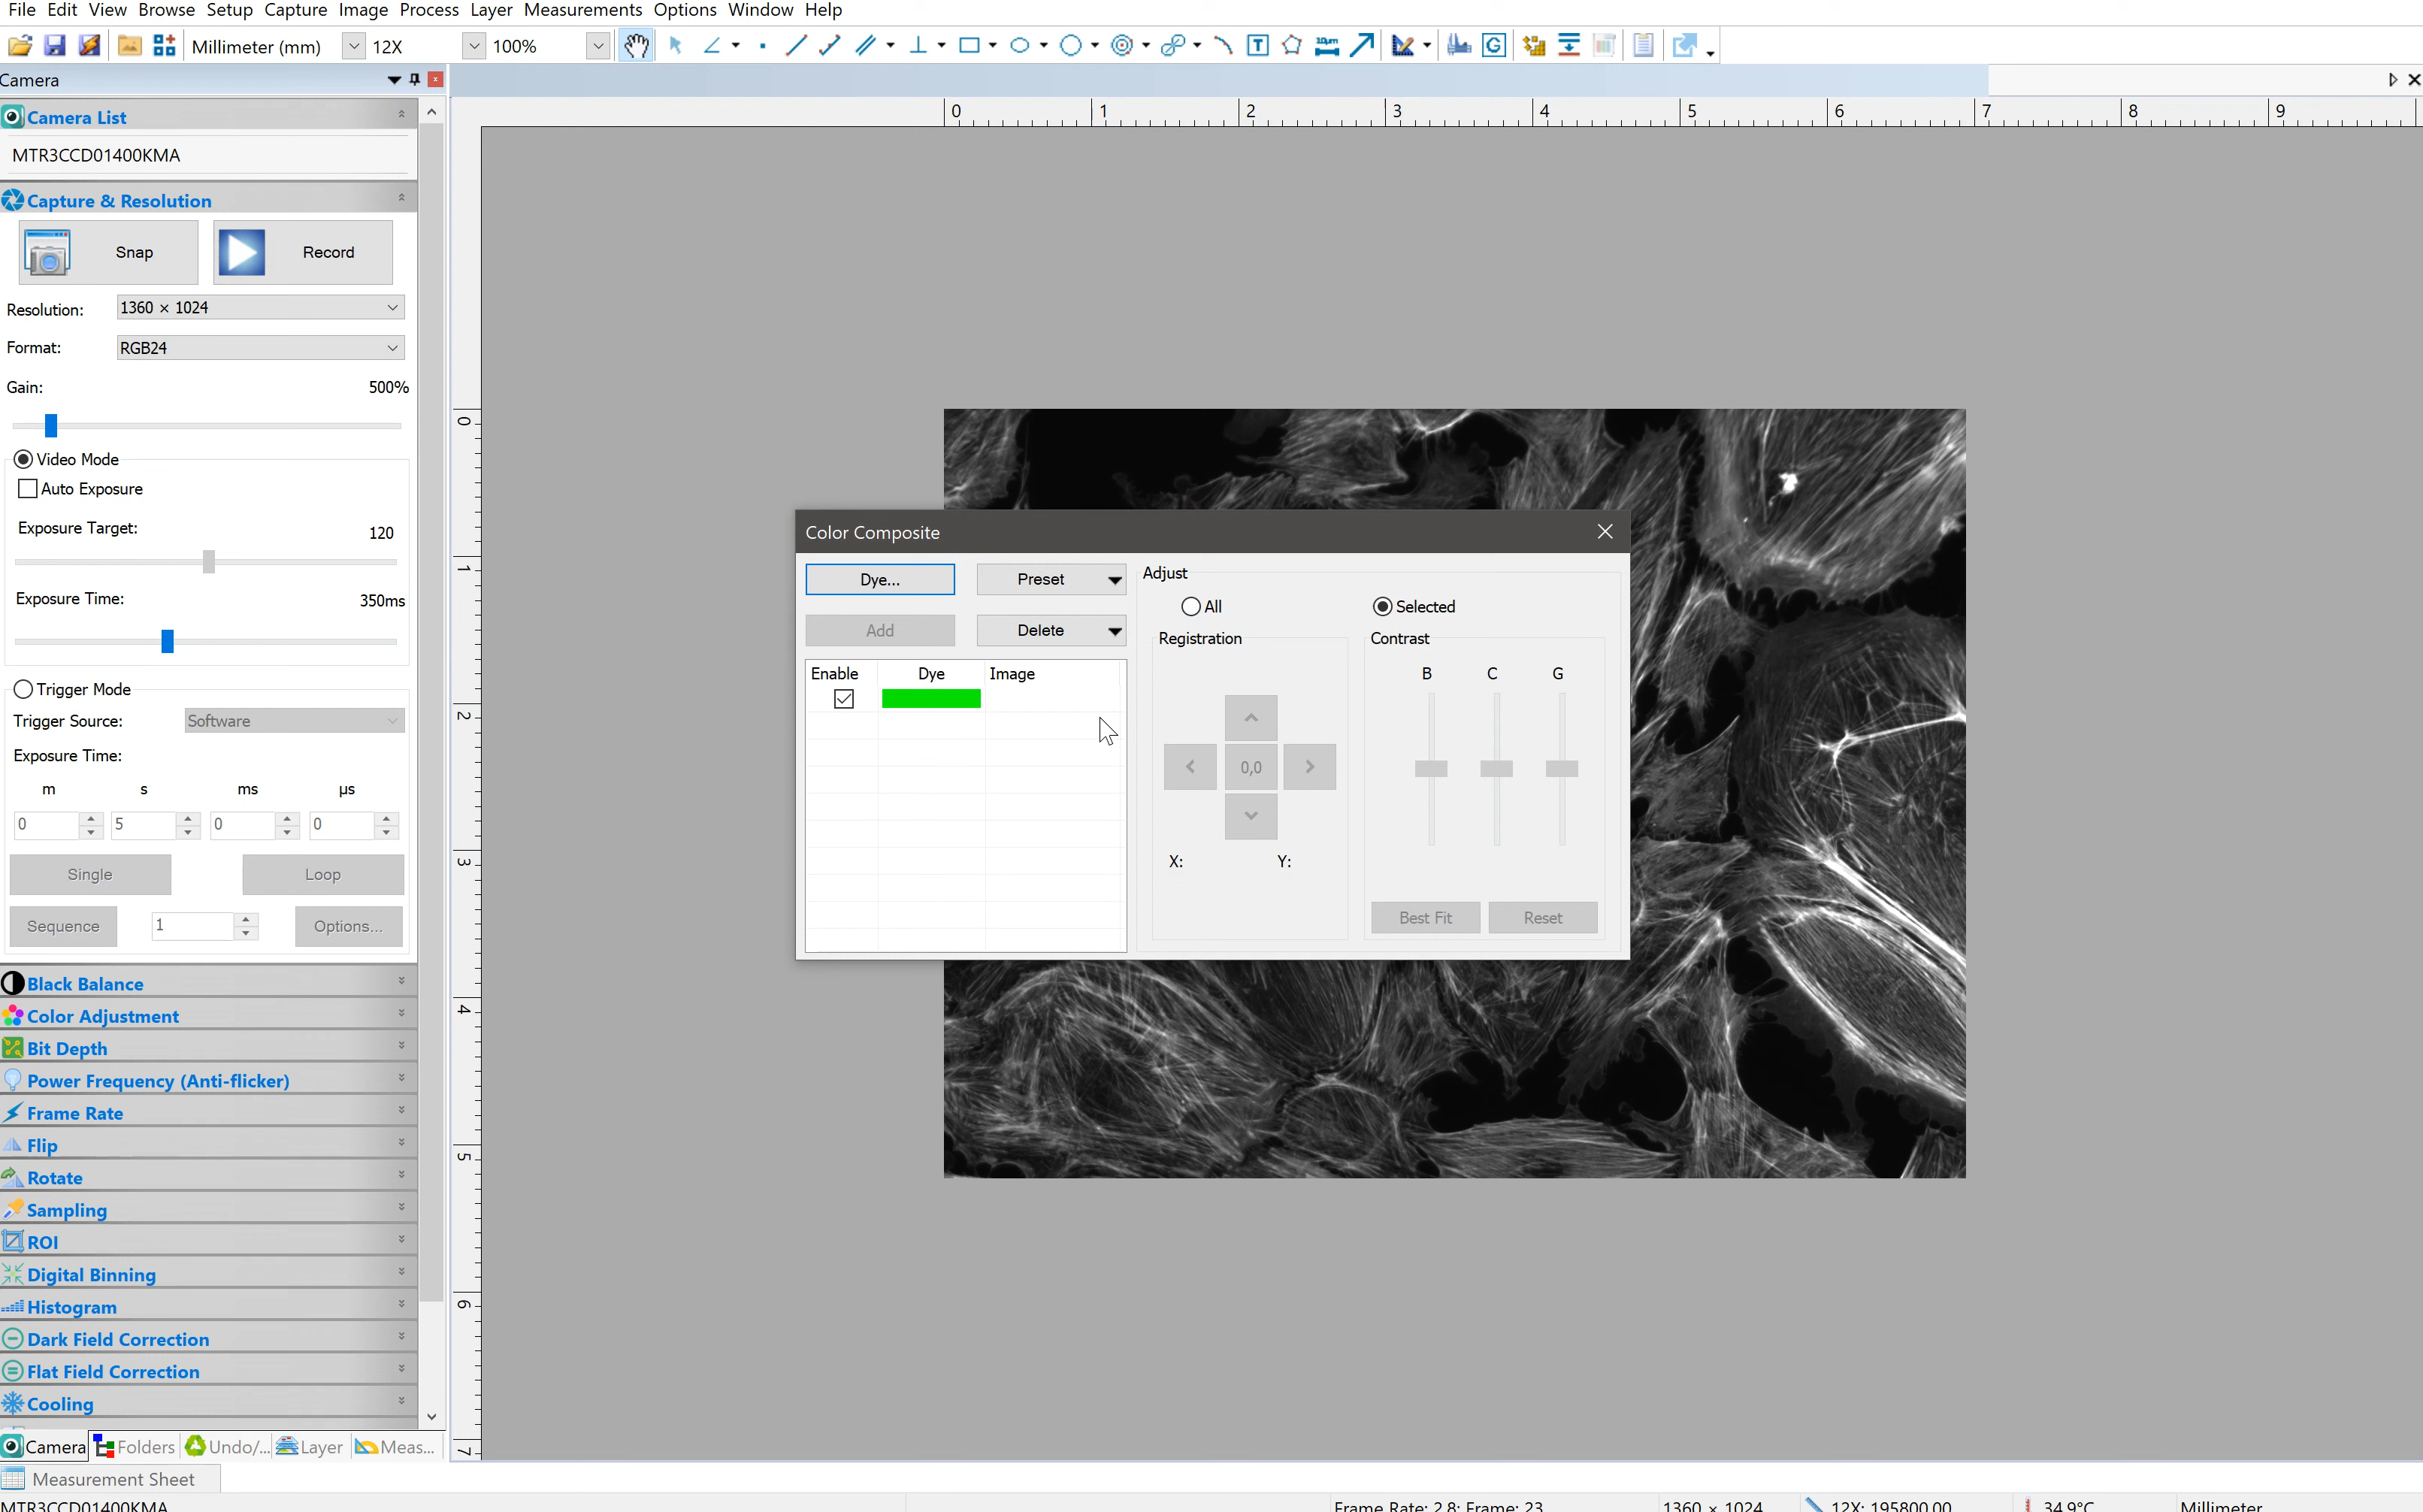 File Edit View Browse Setup Capture Image Process Layer Measurements Options Window Help
Millimeter (mm) 12X 100%
Camera
Camera List
MTR3CCD01400KMA
Capture & Resolution
Snap Record
Resolution: 1360 × 1024
Format: RGB24
Gain: 500%
Video Mode
Auto Exposure
Exposure Target: 120
Exposure Time: 350ms
Trigger Mode
Trigger Source: Software
Exposure Time:
m s ms µs
0 5 0 0
Single Loop
Sequence 1 Options...
Black Balance
Color Adjustment
Bit Depth
Power Frequency (Anti-flicker)
Frame Rate
Flip
Rotate
Sampling
ROI
Digital Binning
Histogram
Dark Field Correction
Flat Field Correction
Cooling
Camera Folders Undo/... Layer Meas...
Measurement Sheet
0 1 2 3 4 5 6 7 8 9
0
1
2
3
4
5
6
7
Color Composite
Dye... Preset
Add Delete
Enable Dye Image
Adjust
All Selected
Registration
0,0
X: Y:
Contrast
B C G
Best Fit Reset
MTR3CCD01400KMA Frame Rate: 2.8; Frame: 23 1360 × 1024 12X: 195800.00 34.9°C Millimeter